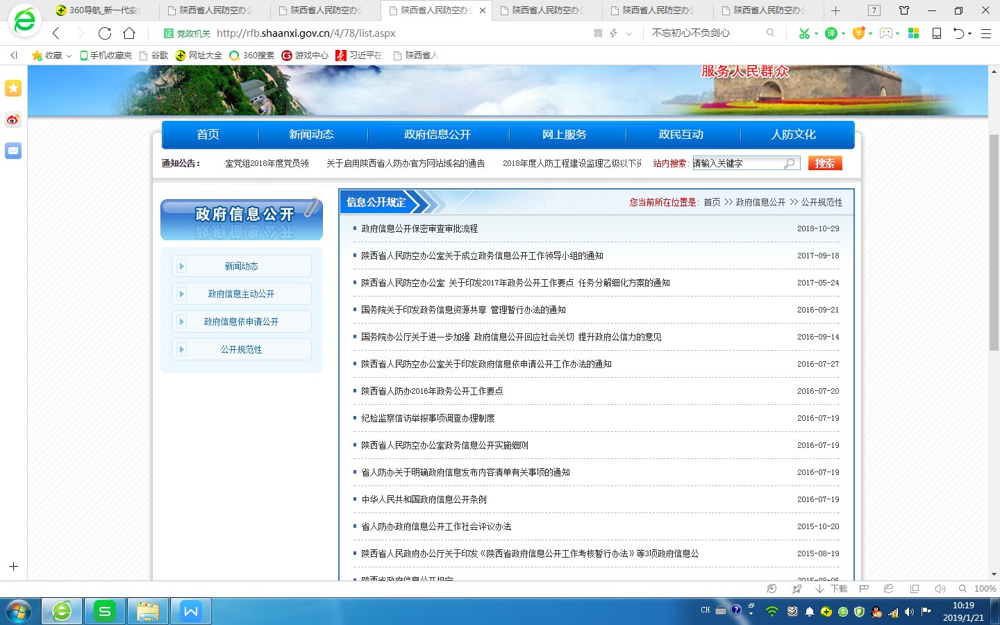 360导航_新一代安全
陕西省人民防空办公
陕西省人民防空办公
陕西省人民防空办公
陕西省人民防空办公
陕西省人民防空办公
陕西省人民防空办公
7
证 党政机关 http://rfb.shaanxi.gov.cn/4/78/list.aspx
不忘初心不负剑心
译
收藏 手机收藏夹 谷歌 网址大全 360搜索 游戏中心 习近平在 陕西省人
服务人民群众
首页 新闻动态 政府信息公开 网上服务 政民互动 人防文化
通知公告： 室党组2018年度党员领 关于启用陕西省人防办官方网站域名的通告 2018年度人防工程建设监理乙级以下资 站内搜索： 请输入关键字 搜索
政府信息公开
新闻动态
政府信息主动公开
政府信息依申请公开
公开规范性
信息公开规定 您当前所在位置是：首页 >> 政府信息公开 >> 公开规范性
政府信息公开保密审查审批流程 2018-10-29
陕西省人民防空办公室关于成立政务信息公开工作领导小组的通知 2017-09-18
陕西省人民防空办公室 关于印发2017年政务公开工作要点 任务分解细化方案的通知 2017-05-24
国务院关于印发政务信息资源共享 管理暂行办法的通知 2016-09-21
国务院办公厅关于进一步加强 政府信息公开回应社会关切 提升政府公信力的意见 2016-09-14
陕西省人民防空办公室关于印发政府信息依申请公开工作办法的通知 2016-07-27
陕西省人防办2016年政务公开工作要点 2016-07-20
纪检监察信访举报事项调查办理制度 2016-07-19
陕西省人民防空办公室政务信息公开实施细则 2016-07-19
省人防办关于明确政府信息发布内容清单有关事项的通知 2016-07-19
中华人民共和国政府信息公开条例 2016-07-19
省人防办政府信息公开工作社会评议办法 2015-10-20
陕西省人民政府办公厅关于印发《陕西省政府信息公开工作考核暂行办法》等3项政府信息公 2015-08-19
陕西省政府信息公开规定 2015-08-06
下载 100%
CH
10:19
2019/1/21